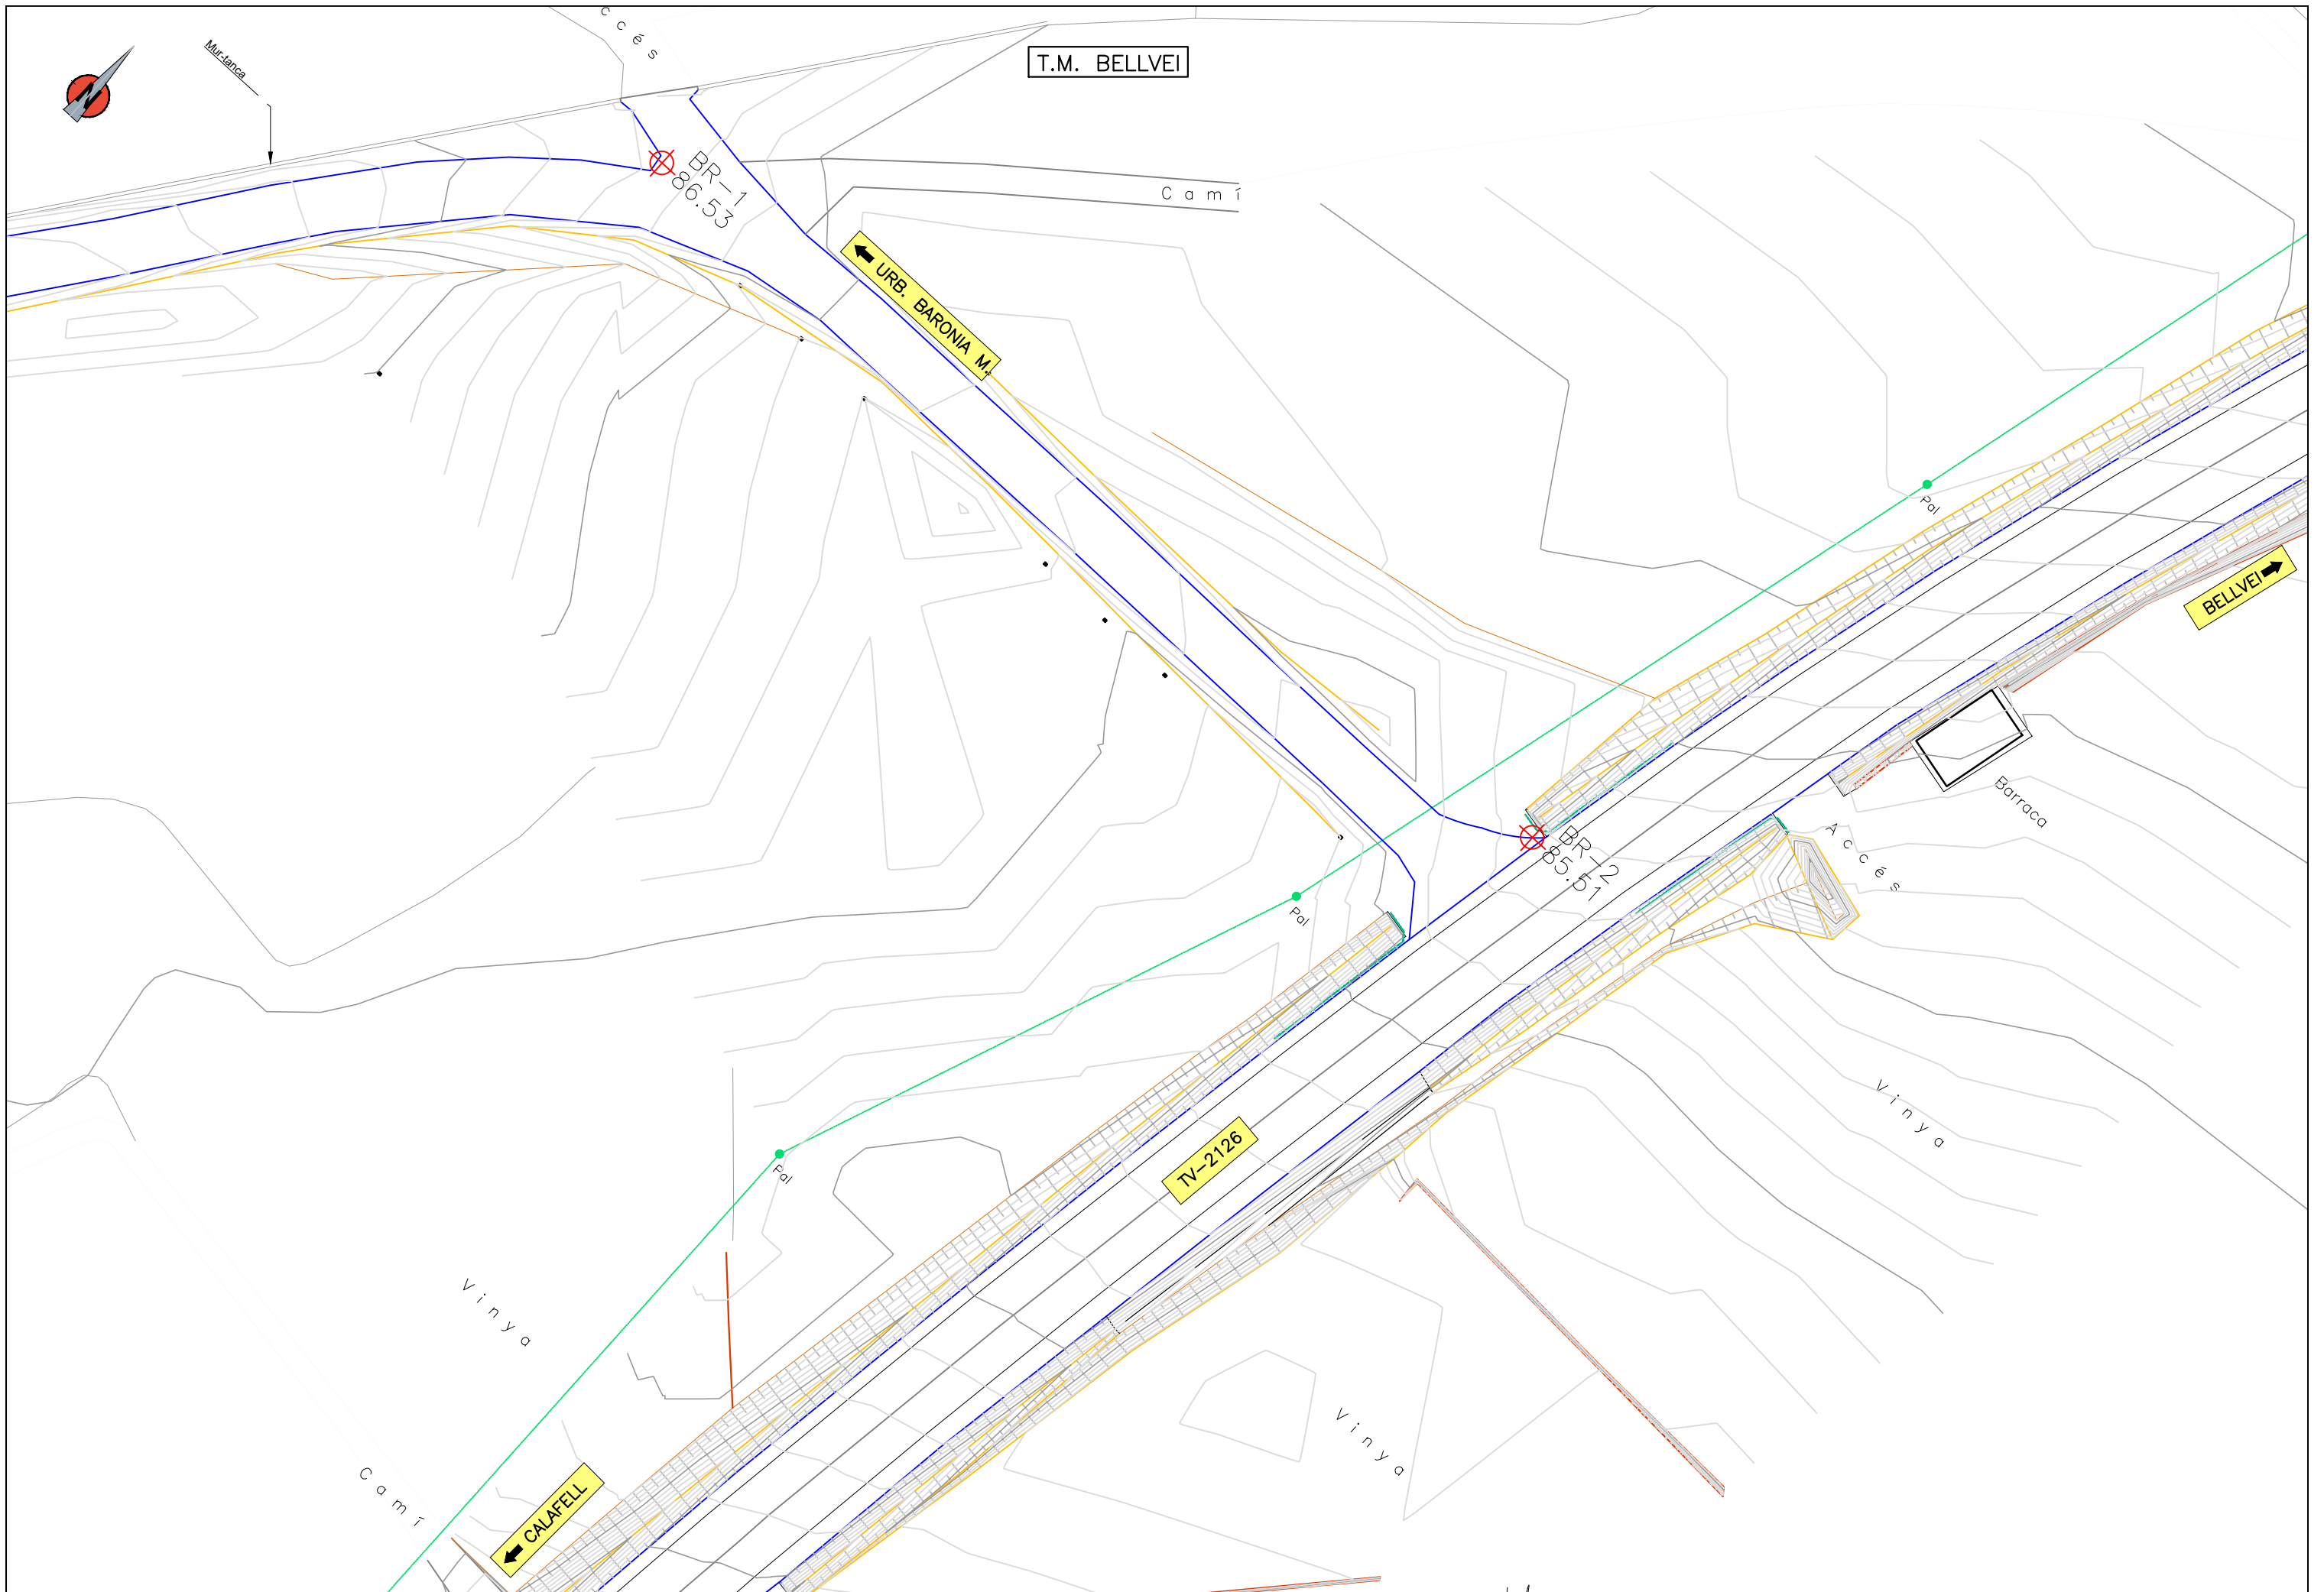 ccés
Mur-tanca
T.M. BELLVEI
N
BR-1
86.53
Camí
URB. BARONIA M.
Pal
BELLVEI
Barraca
BR-2
85.51
Accés
Pal
Vinya
TV-2126
Pal
Vinya
Vinya
Camí
CALAFELL